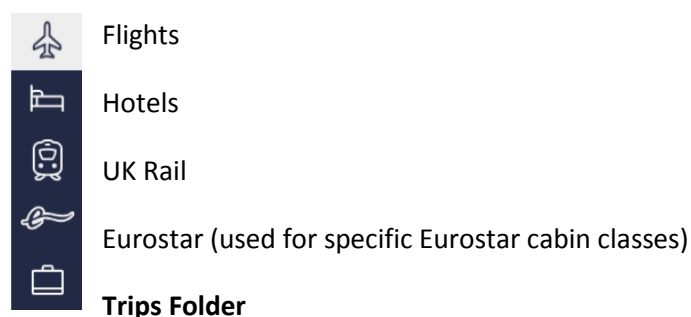 Flights
Hotels
UK Rail
Eurostar (used for specific Eurostar cabin classes)
Trips Folder